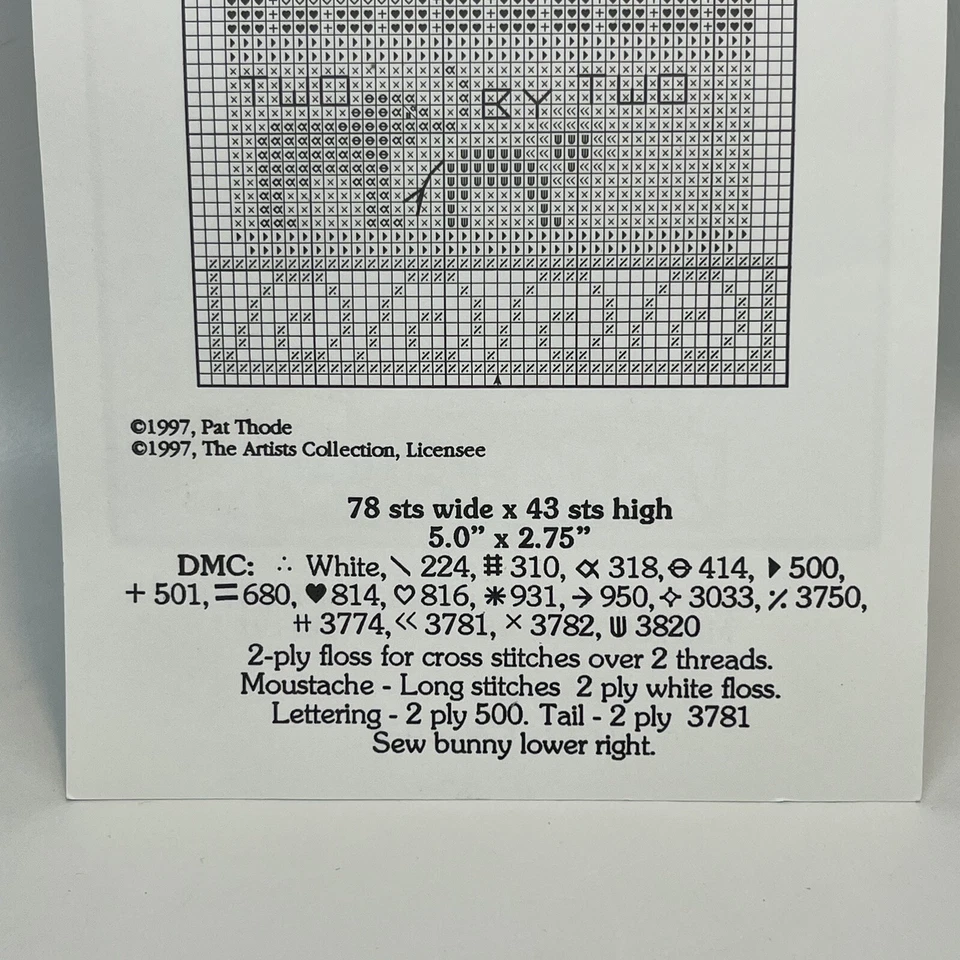 TWO BY TWO
©1997, Pat Thode
©1997, The Artists Collection, Licensee
78 sts wide x 43 sts high
5.0” x 2.75”
DMC: ∴ White, \ 224, # 310, ∝ 318, ⊖ 414, ◗ 500,
+ 501, = 680, ♥ 814, ♡ 816, ✱ 931, → 950, ✧ 3033, ⁒ 3750,
# 3774, << 3781, × 3782, Ψ 3820
2-ply floss for cross stitches over 2 threads.
Moustache - Long stitches 2 ply white floss.
Lettering - 2 ply 500. Tail - 2 ply 3781
Sew bunny lower right.